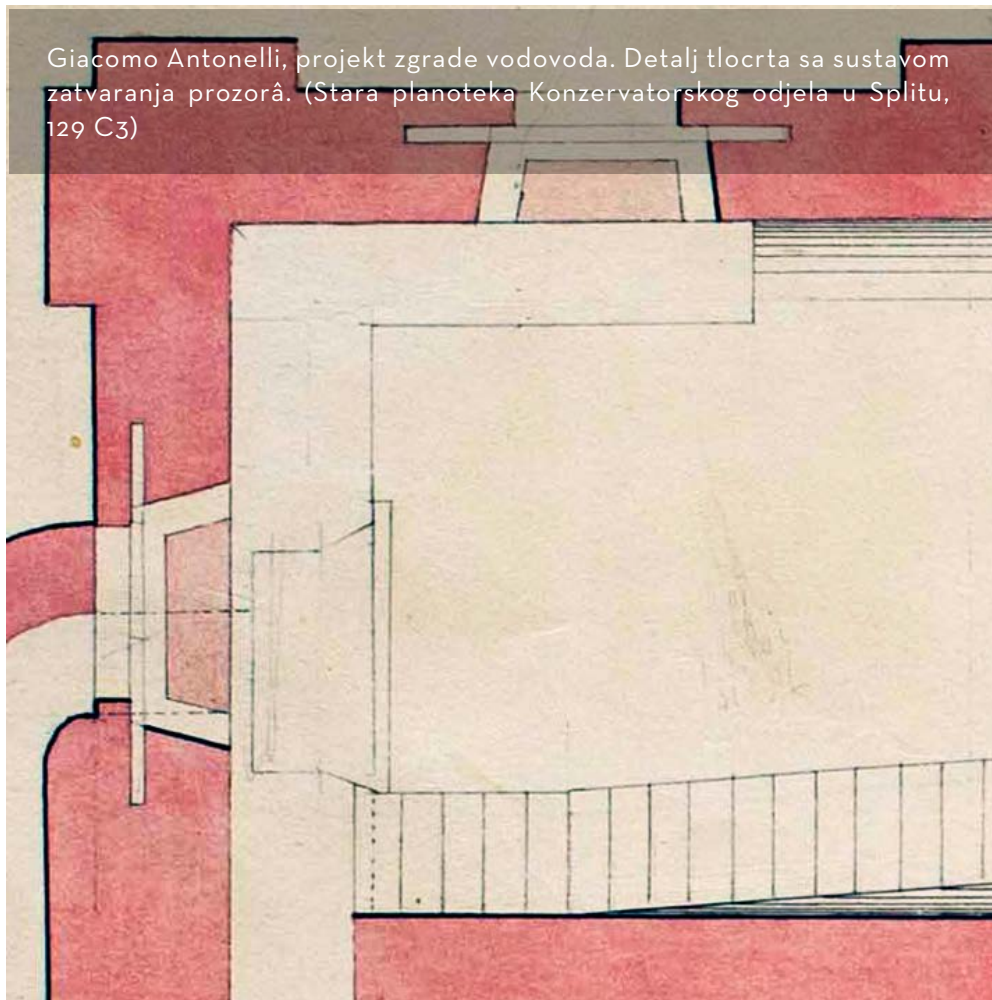 Giacomo Antonelli, projekt zgrade vodovoda. Detalj tlocrta sa sustavom
zatvaranja prozorâ. (Stara planoteka Konzervatorskog odjela u Splitu,
129 C3)